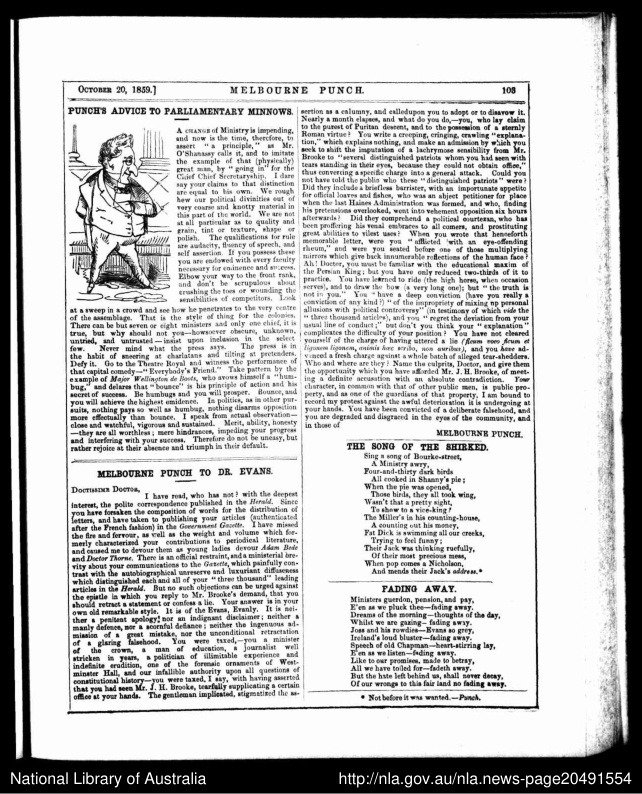 OCTOBER 20, 1859.]
MELBOURNE PUNCH.
103
PUNCH'S ADVICE TO PARLIAMENTARY MINNOWS.
A CHANGE of Ministry is impending,
and now is the time, therefore, to
assert "a principle," as Mr.
O'Shanassy calls it, and to imitate
the example of that (physically)
great man, by "going in" for the
Chief Chief Secretaryship. I dare
say your claims to that distinction
are equal to his own. We rough
hew our political divinities out of
very coarse and knotty material in
this part of the world. We are not
at all particular as to quality and
grain, tint or texture, shape or
polish. The qualifications for rule
are audacity, fluency of speech, and
self assertion. If you possess these
you are endowed with every faculty
necessary for eminence and success.
Elbow your way to the front rank,
and don't be scrupulous about
crushing the toes or wounding the
sensibilities of competitors. Look
at a sweep in a crowd and see how he penetrates to the very centre
of the assemblage. That is the style of thing for the colonies.
There can be but seven or eight ministers and only one chief, it is
true, but why should not you—howsoever obscure, unknown,
untried, and untrusted—insist upon inclusion in the select
few. Never mind what the press says. The press is in
the habit of sneering at charlatans and tilting at pretenders.
Defy it. Go to the Theatre Royal and witness the performance of
that capital comedy—"Everybody's Friend." Take pattern by the
example of Major Wellington de Boots, who avows himself a "hum-
bug," and delares that "bounce" is his principle of action and his
secret of success. Be humbugs and you will prosper. Bounce, and
you will achieve the highest emidence. In politics, as in other pur-
suits, nothing pays so well as humbug, nothing disarms opposition
more effectually than bounce. I speak from actual observation—
close and watchful, vigorous and sustained. Merit, ability, honesty
—they are all worthless; mere hindrances, impeding your progress
and interfering with your success. Therefore do not be uneasy, but
rather rejoice at their absence and triumph in their default.
MELBOURNE PUNCH TO DR. EVANS.
DOCTISSIME DOCTOR,
I have read, who has not? with the deepest
interest, the polite correspondence published in the Herald. Since
you have forsaken the composition of words for the distribution of
letters, and have taken to publishing your articles (authenticated
after the French fashion) in the Government Gazette. I have missed
the fire and fervour, as well as the weight and volume which for-
merly characterized your contributions to periodical literature,
and caused me to devour them as young ladies devour Adam Bede
and Doctor Thorne. There is an official restraint, and a ministerial bre-
vity about your communications to the Gazette, which painfully con-
trast with the autobiographical unreserve and luxuriant diffuseness
which distinguished each and all of your "three thousand" leading
articles in the Herald. But no such objections can be urged against
the epistle in which you reply to Mr. Brooke's demand, that you
should retract a statement or confess a lie. Your answer is in your
own old remarkable style. It is of the Evans, Evanly. It is nei-
ther a penitent apology nor an indignant disclaimer; neither a
manly defence, nor a scornful defiance; neither the ingenuous ad-
mission of a great mistake, nor the unconditional retractation
of a glaring falsehood. You were taxed,—you a minister
of the crown, a man of education, a journalist well
stricken in years, a politician of illimitable experience and
indefinite erudition, one of the forensic ornaments of West-
minster Hall, and our infallible authority upon all questions of
constitutional history—you were taxed, I say, with having asserted
that you had seen Mr. J. H. Brooke, tearfully supplicating a certain
office at your hands. The gentleman implicated, stigmatized the as-
sertion as a calumny, and calledupon you to adopt or to disavow it.
Nearly a month elapses, and what do you do,—you, who lay claim
to the purest of Puritan descent, and to the possession of a sternly
Roman virtue? You write a creeping, cringing, crawling "explana-
tion," which explains nothing, and make an admission by which you
seek to shift the imputation of a lachrymose sensibility from Mr.
Brooke to "several distinguished patriots whom you had seen with
tears standing in their eyes, because they could not obtain office,"
thus converting a specific charge into a general attack. Could you
not have told the public who these "distinguished patriots" were?
Did they include a briefless barrister, with an importunate appetite
for official loaves and fishes, who was an abject petitioner for place
when the last Haines Administration was formed, and who, finding
his pretensions overlooked, went into vehement opposition six hours
afterwards? Did they comprehend a political courtezan, who has
been proffering his venal embraces to all comers, and prostituting
great abilities to vilest uses? When you wrote that henceforth
memorable letter, were you "afflicted with an eye-offending
rheum," and were you seated before one of those multiplying
mirrors which give back innumerable reflections of the human face?
Ah! Doctor, you must be familiar with the educational maxim of
the Persian King; but you have only reduced two-thirds of it to
practice. You have learned to ride (the high horse, when occasion
serves), and to draw the bow (a very long one); but "the truth is
not in you." You "have a deep conviction (have you really a
conviction of any kind?) "of the impropriety of mixing up personal
allusions with political controversy" (in testimony of which vide the
"three thousand articles), and you "regret the deviation from your
usual line of conduct;" but don't you think your "explanation"
complicates the difficulty of your position? You have not cleared
yourself of the charge of having uttered a lie
and you have ad-
vanced a fresh charge against a whole batch of alleged tear-shedders.
Who and where are they? Name the culprits, Doctor, and give them
the opportunity which you have afforded Mr. J. H. Brooke, of meet-
ing a definite accusation with an absolute contradiction. Your
character, in common with that of other public men, is public pro-
perty, and as one of the guardians of that property, I am bound to
record my protest against the awful deterioration it is undergoing at
your hands. You have been convicted of a deliberate falsehood, and
you are degraded and disgraced in the eyes of the community, and
in those of
MELBOURNE PUNCH.
THE SONG OF THE SHIRKED.
Sing a song of Bourke-street,
A Ministry awry,
Four-and-thirty dark birds
All cooked in Shanny's pie;
When the pie was opened,
Those birds, they all took wing,
Wasn't that a pretty sight,
To shew to a vice-king?
The Miller's in his counting-house,
A counting out his money,
Fat Dick is swimming all our creeks,
Trying to feel funny;
Their Jack was thinking ruefully,
Of their most precious mess,
When pop comes a Nicholson,
And mends their Jack's address.*
FADING AWAY.
Ministers guerdon, pension, and pay,
E'en as we pluck thee—fading away.
Dreams of the morning—thoughts of the day,
Whilst we are gazing—fading away.
Joss and his rowdies—Evans so grey,
Ireland's loud bluster—fading away.
Speech of old Chapman—heart-stirring lay,
E'en as we listen—fading away.
Like to our promises, made to betray,
All we have toiled for—fadeth away.
But the hate left behind us, shall never decay,
Of our wrongs to this fair land no fading away.
* Not before it was wanted.—Punch.
National Library of Australia
http://nla.gov.au/nla.news-page20491554